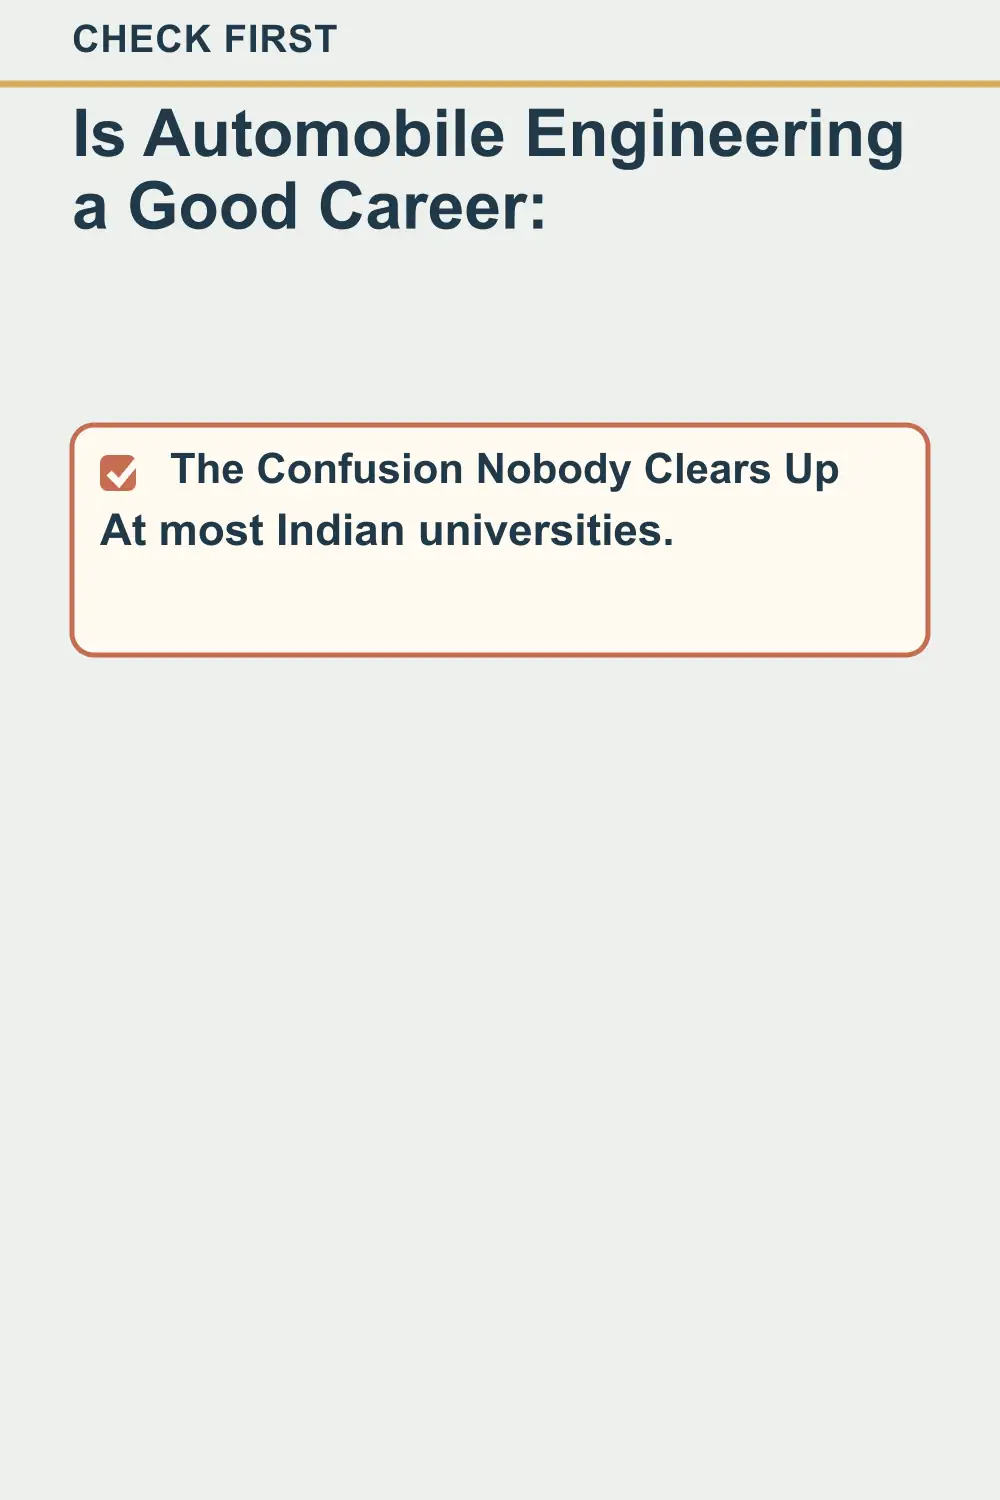 CHECK FIRST
Is Automobile Engineering
a Good Career:
The Confusion Nobody Clears Up
At most Indian universities.